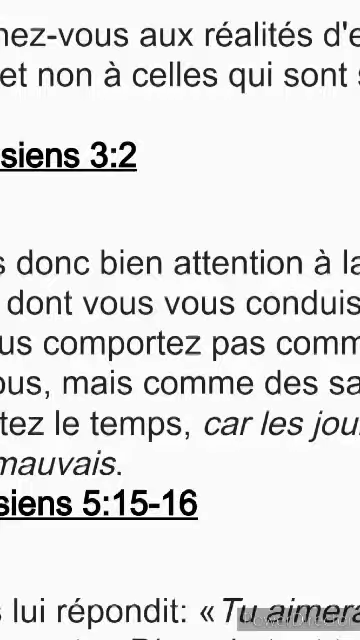 nez-vous aux réalités d'e
et non à celles qui sont s
siens 3:2
s donc bien attention à la
dont vous vous conduis
us comportez pas comm
ous, mais comme des sa
tez le temps, car les jou
mauvais.
siens 5:15-16
s lui répondit: « Tu aimera